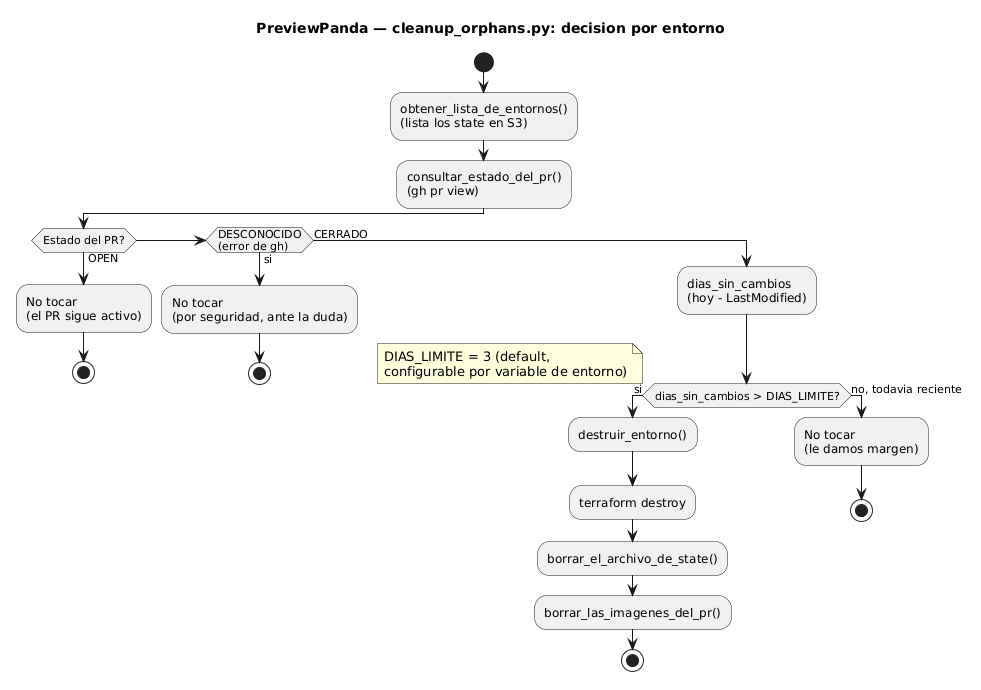 PreviewPanda — cleanup_orphans.py: decision por entorno
obtener_lista_de_entornos()
(lista los state en S3)
consultar_estado_del_pr()
(gh pr view)
Estado del PR?
OPEN
DESCONOCIDO
(error de gh)
si
CERRADO
No tocar
(el PR sigue activo)
No tocar
(por seguridad, ante la duda)
dias_sin_cambios
(hoy - LastModified)
DIAS_LIMITE = 3 (default,
configurable por variable de entorno)
si
dias_sin_cambios > DIAS_LIMITE?
no, todavia reciente
destruir_entorno()
No tocar
(le damos margen)
terraform destroy
borrar_el_archivo_de_state()
borrar_las_imagenes_del_pr()